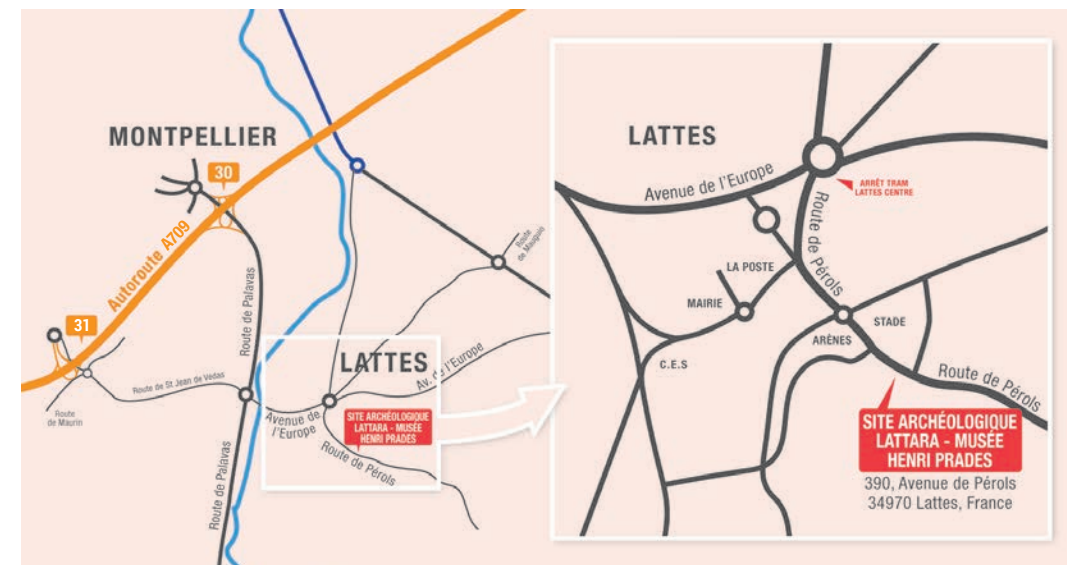 MONTPELLIER
30
Autoroute A709
31
Route de Palavas
Route
de Mauguio
LATTES
Av. de l'Europe
Route de St Jean de Vedas
Route
de Maurin
Avenue de
l'Europe
SITE ARCHÉOLOGIQUE
LATTARA - MUSÉE
HENRI PRADES
Route de Pérols
Route de Palavas
LATTES
Avenue de l'Europe
ARRÊT TRAM
LATTES CENTRE
Route de Pérols
LA POSTE
MAIRIE
STADE
ARÈNES
C.E.S
Route de Pérols
SITE ARCHÉOLOGIQUE
LATTARA - MUSÉE
HENRI PRADES
390, Avenue de Pérols
34970 Lattes, France